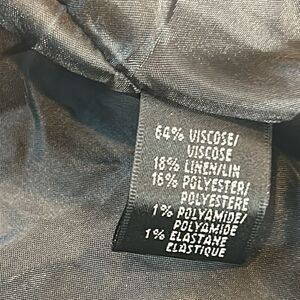 64% VISCOSE/
VISCOSE
18% LINEN/LIN
16% POLYESTER/
POLYESTERE
1% POLYAMIDE/
POLYAMIDE
1% ELASTANE
ELASTIQUE